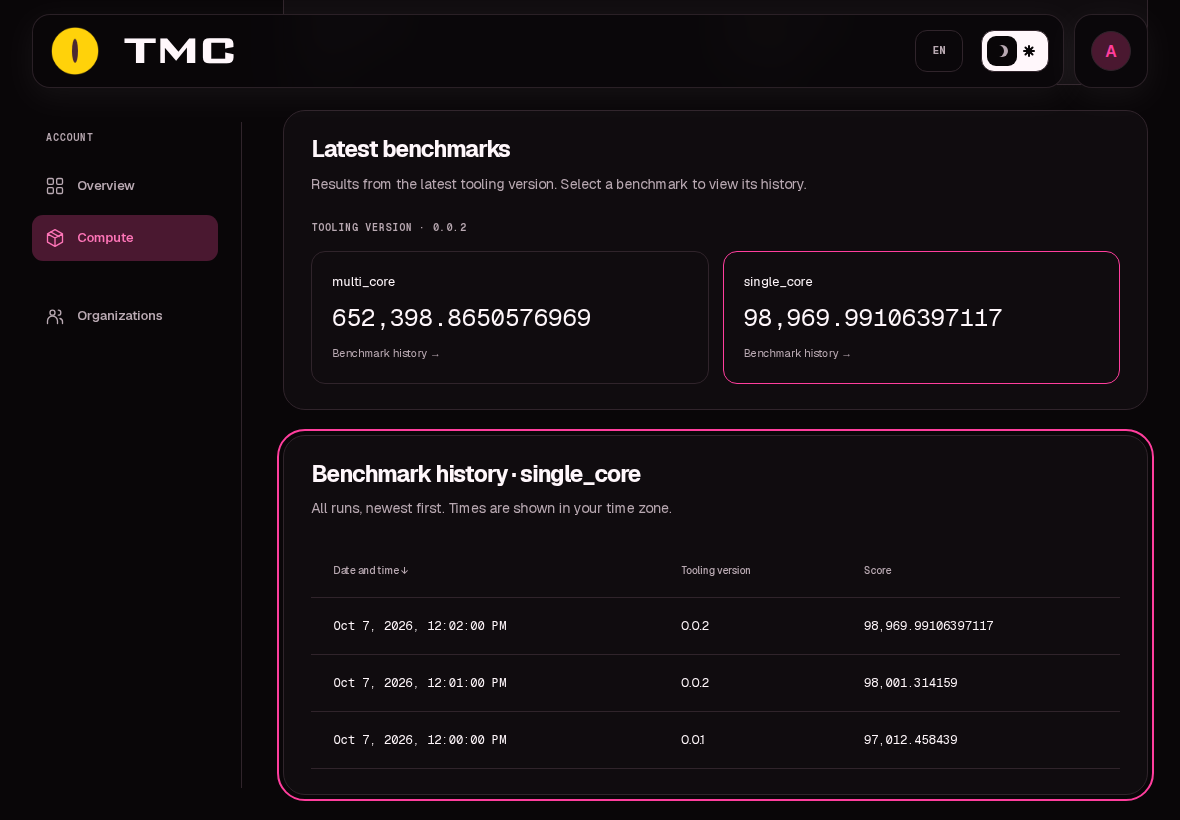 TMC
EN
A
ACCOUNT
Overview
Compute
Organizations
Latest benchmarks
Results from the latest tooling version. Select a benchmark to view its history.
TOOLING VERSION · 0.0.2
multi_core
652,398.8650576969
Benchmark history →
single_core
98,969.99106397117
Benchmark history →
Benchmark history · single_core
All runs, newest first. Times are shown in your time zone.
Date and time ↓ Tooling version Score
Oct 7, 2026, 12:02:00 PM 0.0.2 98,969.99106397117
Oct 7, 2026, 12:01:00 PM 0.0.2 98,001.314159
Oct 7, 2026, 12:00:00 PM 0.0.1 97,012.458439